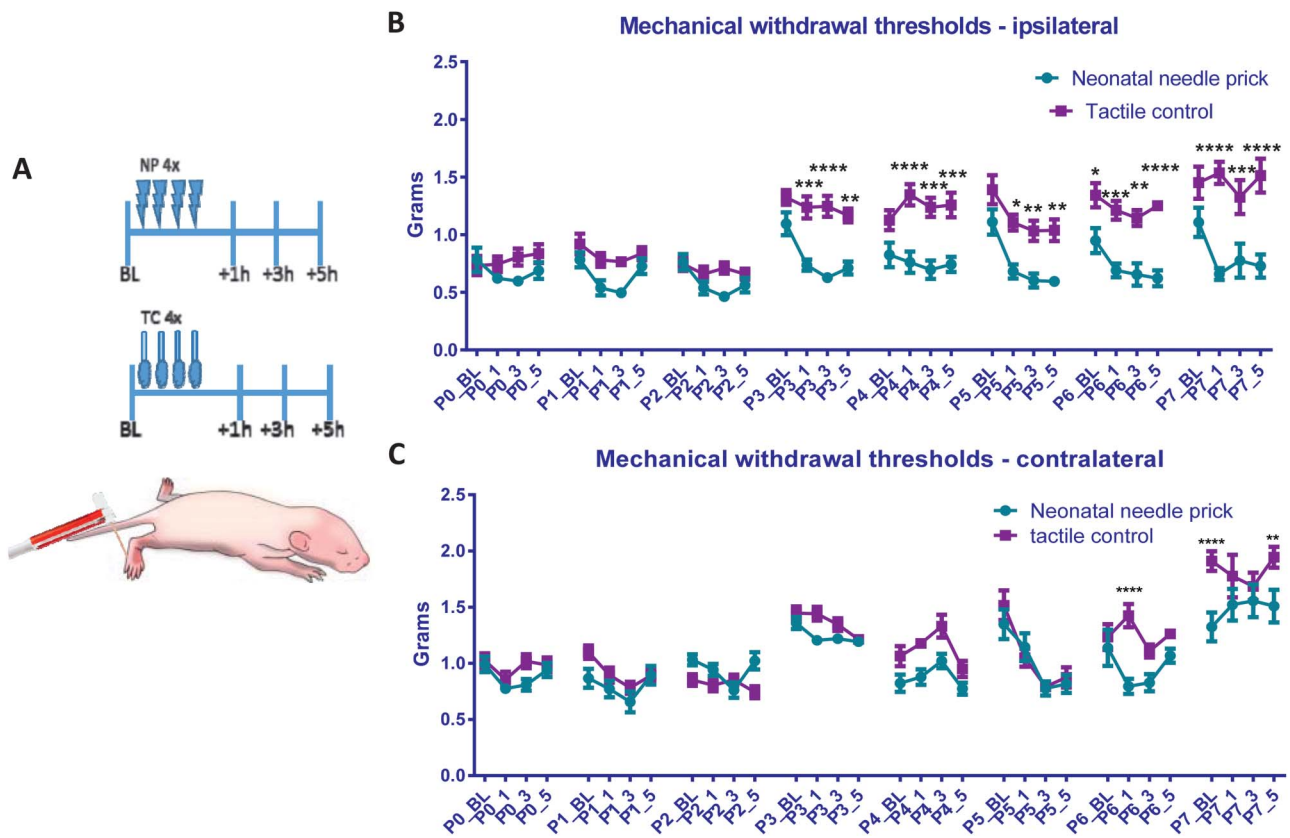 A
NP 4x
BL +1h +3h +5h
TC 4x
BL +1h +3h +5h
B
Mechanical withdrawal thresholds - ipsilateral
Grams
2.5
2.0
1.5
1.0
0.5
0.0
Neonatal needle prick
Tactile control
*** **** **
**** *** ***
* ** **
* *** ** ****
**** *** ****
P0_BL P0_1 P0_3 P0_5 P1_BL P1_1 P1_3 P1_5 P2_BL P2_1 P2_3 P2_5 P3_BL P3_1 P3_3 P3_5 P4_BL P4_1 P4_3 P4_5 P5_BL P5_1 P5_3 P5_5 P6_BL P6_1 P6_3 P6_5 P7_BL P7_1 P7_3 P7_5
C
Mechanical withdrawal thresholds - contralateral
Grams
2.5
2.0
1.5
1.0
0.5
0.0
Neonatal needle prick
tactile control
****
**** **
P0_BL P0_1 P0_3 P0_5 P1_BL P1_1 P1_3 P1_5 P2_BL P2_1 P2_3 P2_5 P3_BL P3_1 P3_3 P3_5 P4_BL P4_1 P4_3 P4_5 P5_BL P5_1 P5_3 P5_5 P6_BL P6_1 P6_3 P6_5 P7_BL P7_1 P7_3 P7_5